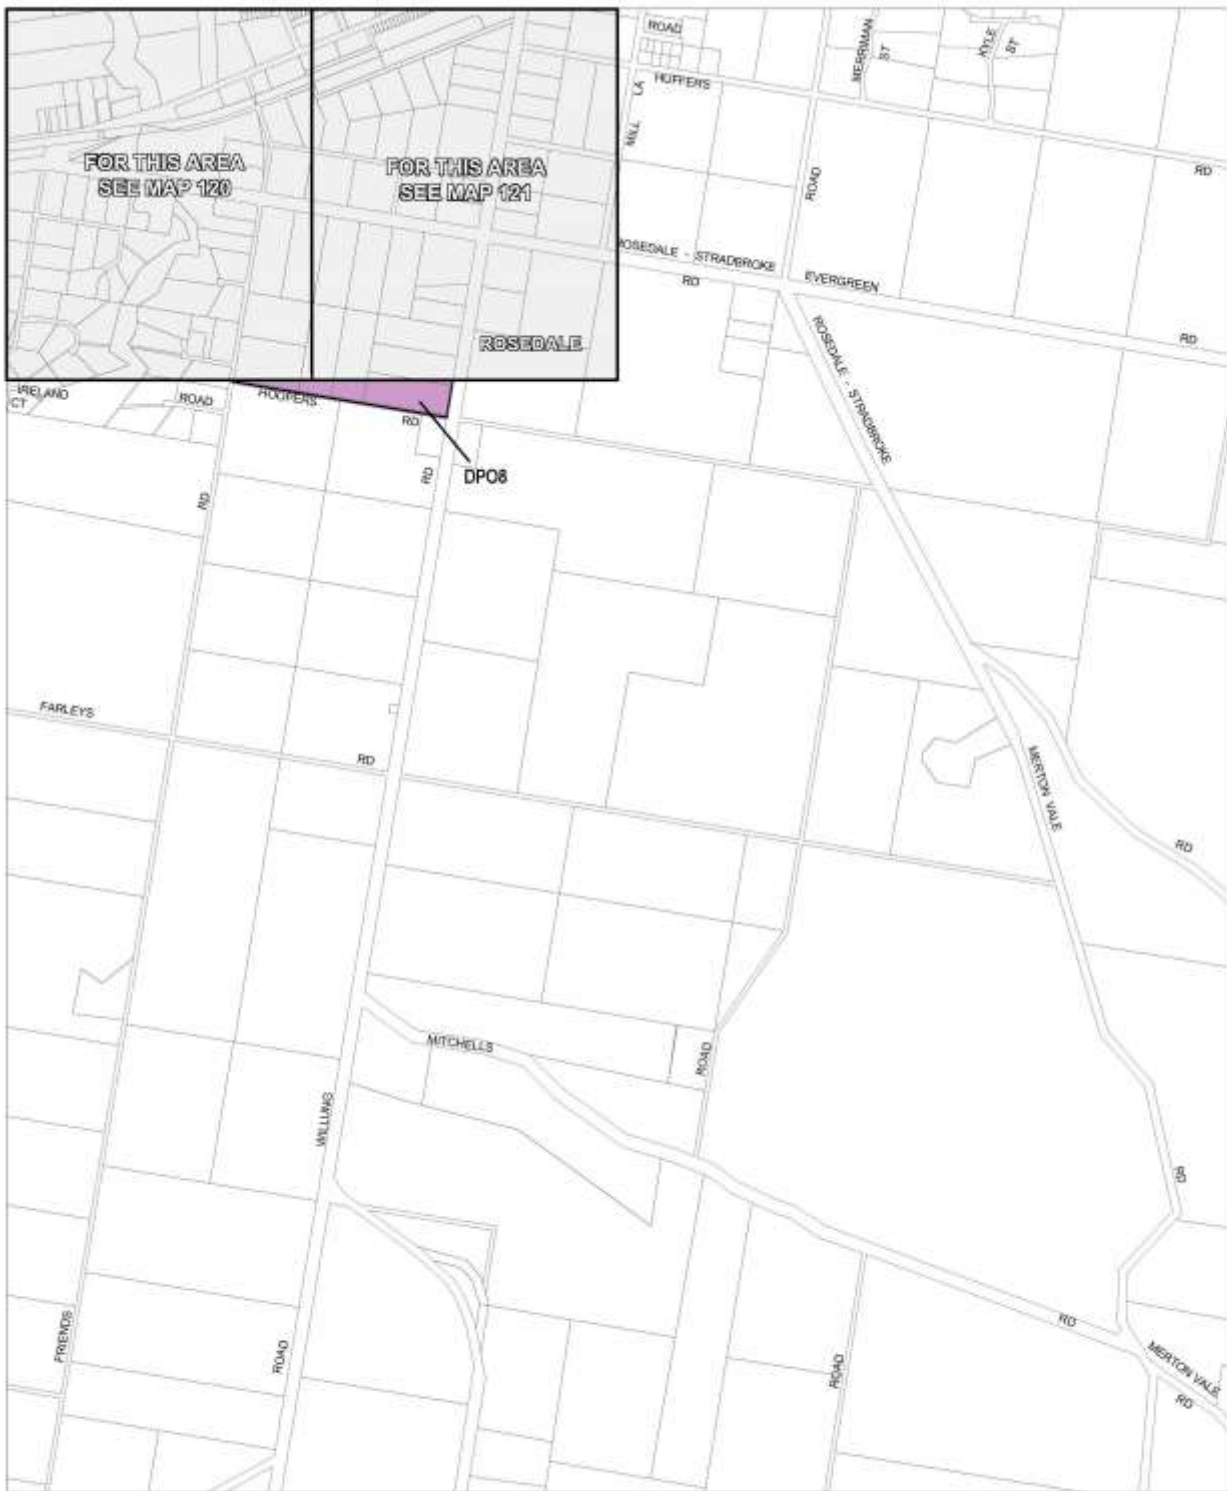 ROAD
MERRIMAN
ST
KYLE
ST
HUFFERS
MILL
LA
RD
FOR THIS AREA
SEE MAP 120
FOR THIS AREA
SEE MAP 121
ROAD
ROSEDALE - STRADBROKE
RD
EVERGREEN
RD
ROSEDALE
ROSEDALE - STRADBROKE
IRELAND
CT
ROAD
HOOPERS
RD
DPO8
RD
RD
FARLEYS
RD
MERTON VALE
RD
MITCHELLS
ROAD
WILLUNG
RD
FRIENDS
ROAD
ROAD
RD
MERTON VALE
RD